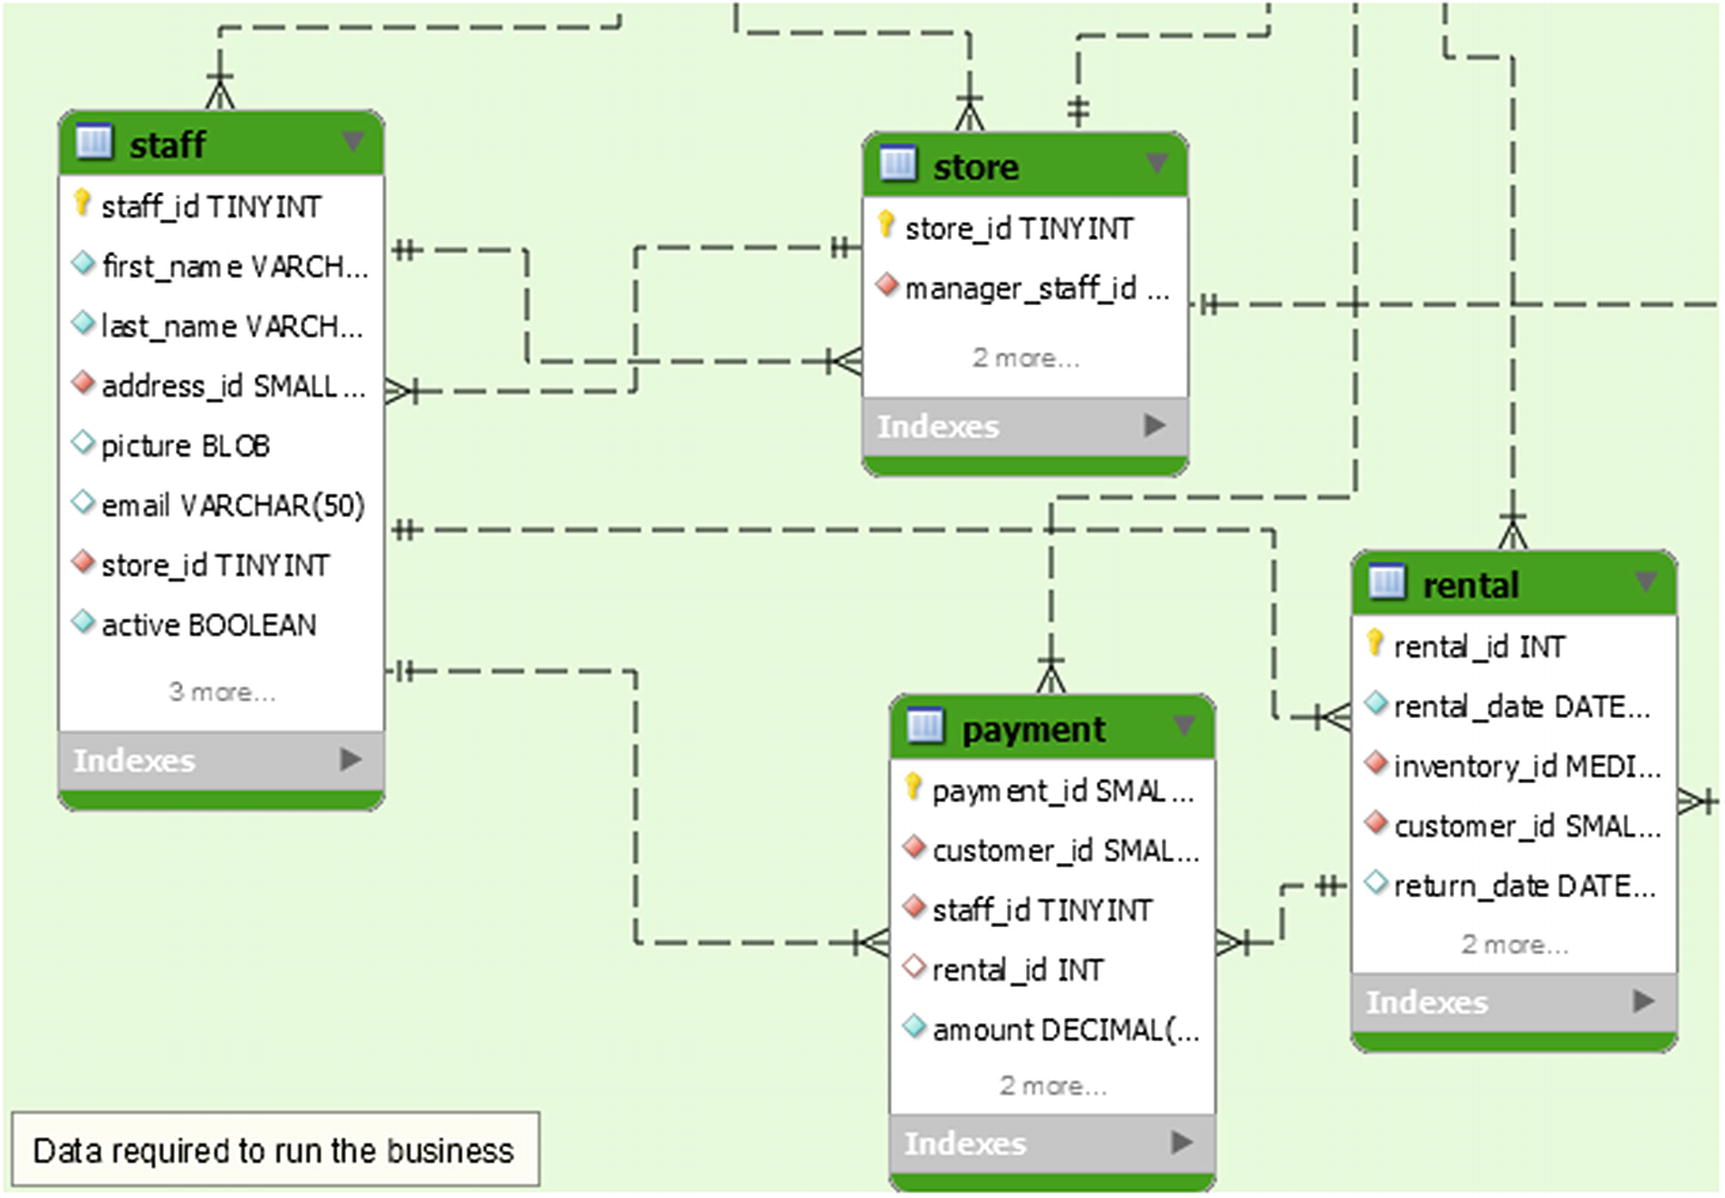 staff
staff_id TINYINT
first_name VARCH...
last_name VARCH...
address_id SMALL...
picture BLOB
email VARCHAR(50)
store_id TINYINT
active BOOLEAN
3 more...
Indexes
store
store_id TINYINT
manager_staff_id ...
2 more...
Indexes
payment
payment_id SMAL...
customer_id SMAL...
staff_id TINYINT
rental_id INT
amount DECIMAL(...
2 more...
Indexes
rental
rental_id INT
rental_date DATE...
inventory_id MEDI...
customer_id SMAL...
return_date DATE...
2 more...
Indexes
Data required to run the business